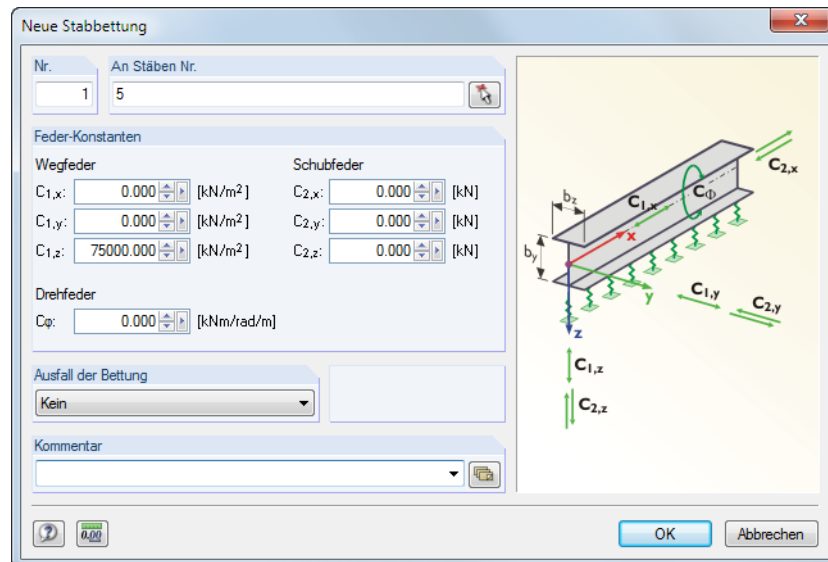 Neue Stabbettung
Nr.
An Stäben Nr.
1
5
Feder-Konstanten
Wegfeder
Schubfeder
C1,x: 0.000 [kN/m²]
C2,x: 0.000 [kN]
C1,y: 0.000 [kN/m²]
C2,y: 0.000 [kN]
C1,z: 75000.000 [kN/m²]
C2,z: 0.000 [kN]
Drehfeder
Cφ: 0.000 [kNm/rad/m]
Ausfall der Bettung
Kein
Kommentar
C2,x
bz
C1,x
CΦ
x
by
y
C1,y
C2,y
z
C1,z
C2,z
0.00
OK
Abbrechen